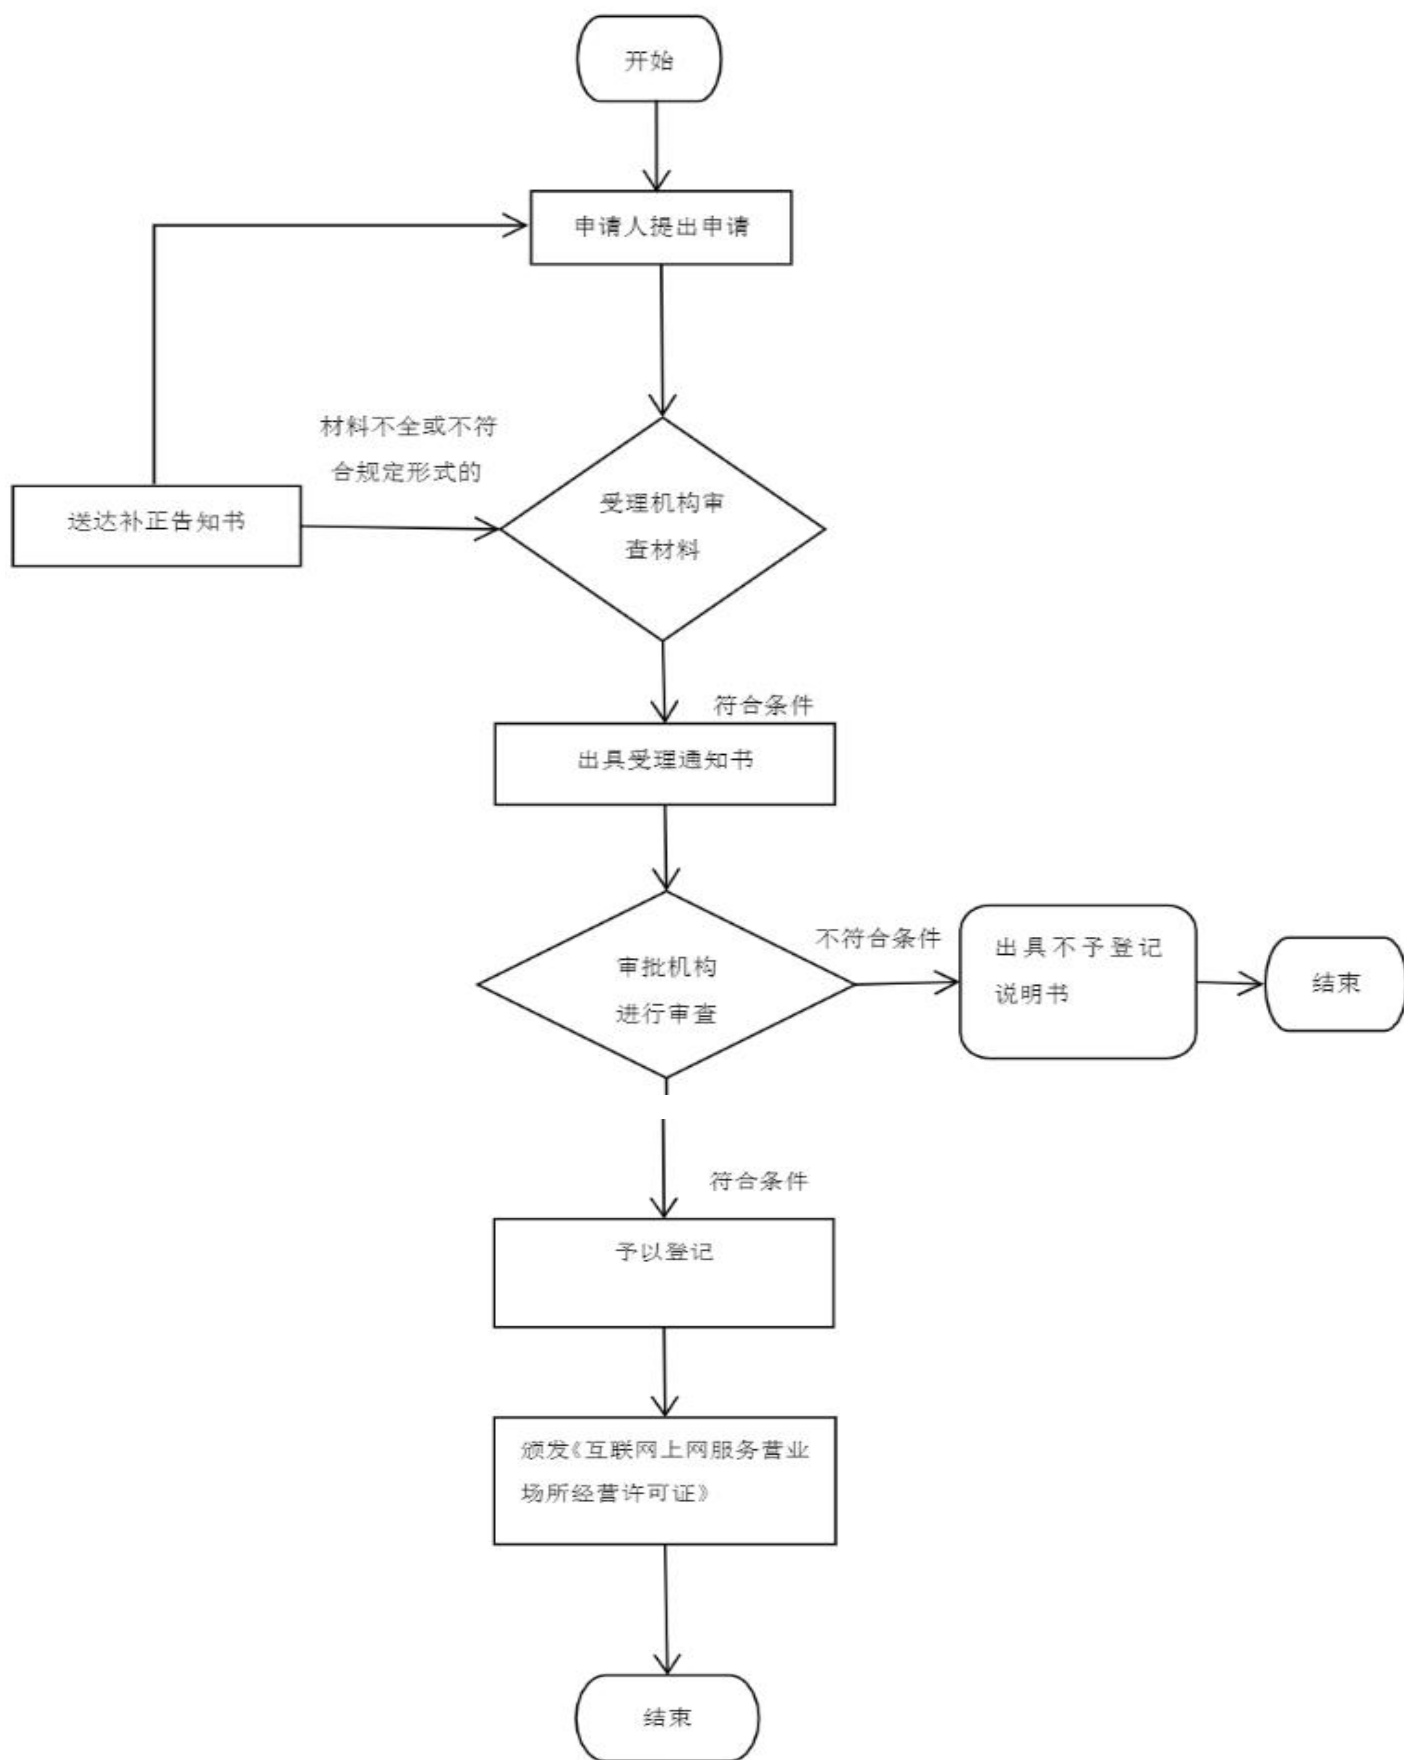 开始
申请人提出申请
材料不全或不符
合规定形式的
送达补正告知书
受理机构审
查材料
符合条件
出具受理通知书
审批机构
进行审查
不符合条件
出具不予登记
说明书
结束
符合条件
予以登记
颁发《互联网上网服务营业
场所经营许可证》
结束